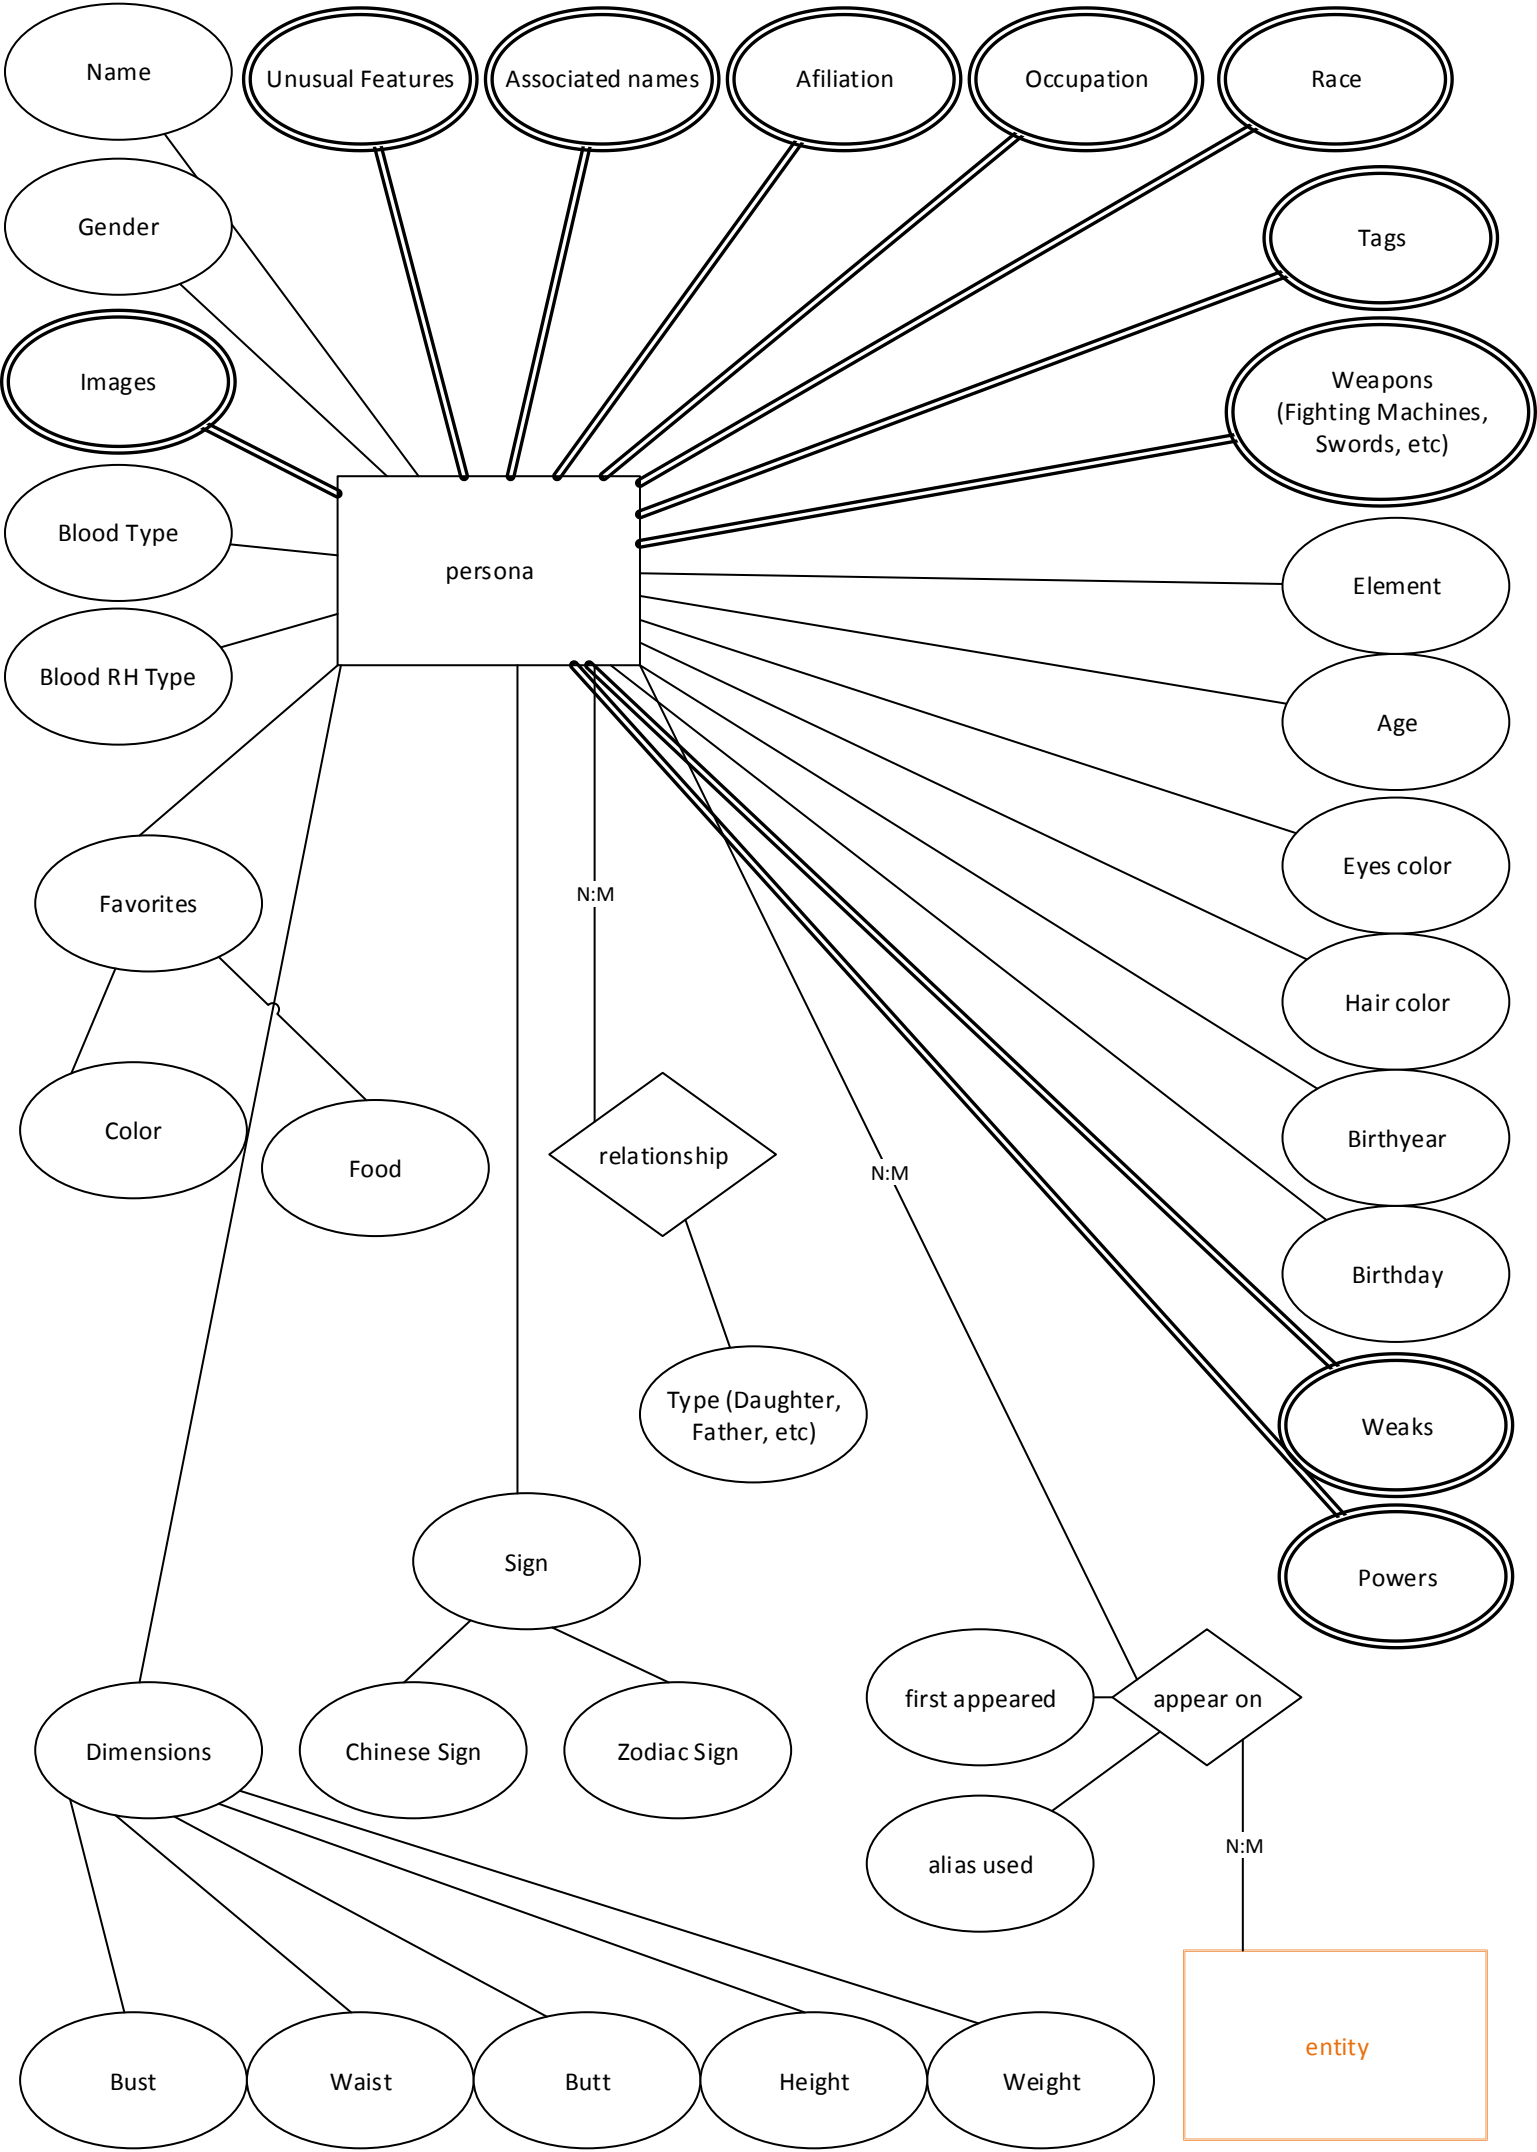 Name
Unusual Features
Associated names
Afiliation
Occupation
Race
Gender
Tags
Images
Weapons
(Fighting Machines,
Swords, etc)
Blood Type
persona
Element
Blood RH Type
Age
Favorites
N:M
Eyes color
Hair color
Color
Food
relationship
N:M
Birthyear
Birthday
Type (Daughter,
Father, etc)
Weaks
Sign
Powers
Dimensions
Chinese Sign
Zodiac Sign
first appeared
appear on
alias used
N:M
entity
Bust
Waist
Butt
Height
Weight